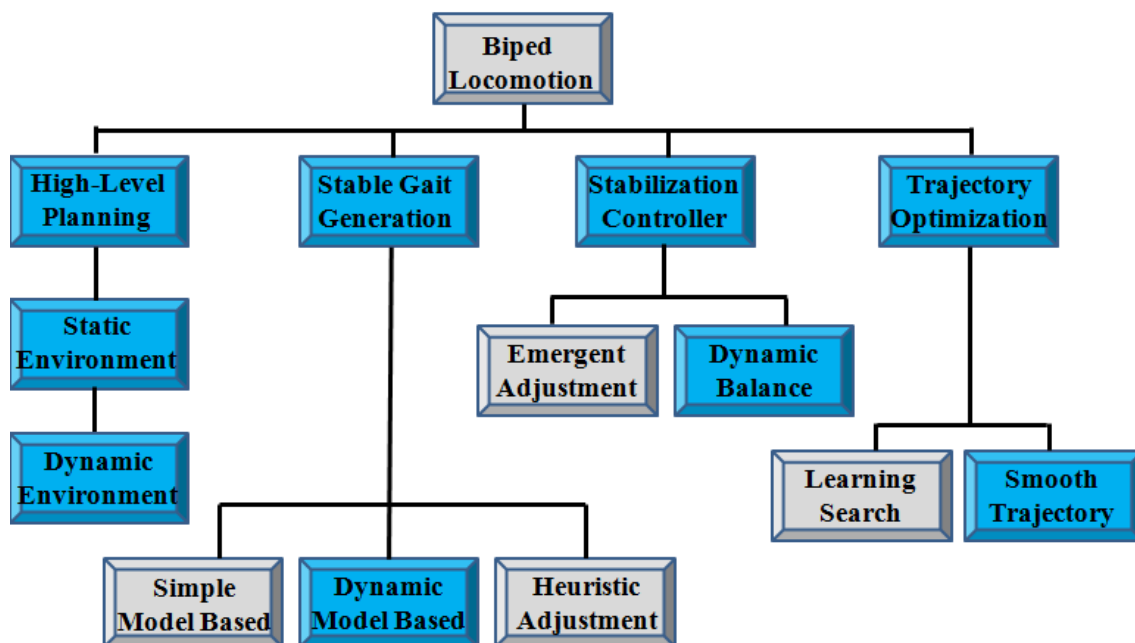 Biped
Locomotion
High-Level
Planning
Stable Gait
Generation
Stabilization
Controller
Trajectory
Optimization
Static
Environment
Emergent
Adjustment
Dynamic
Balance
Dynamic
Environment
Learning
Search
Smooth
Trajectory
Simple
Model Based
Dynamic
Model Based
Heuristic
Adjustment